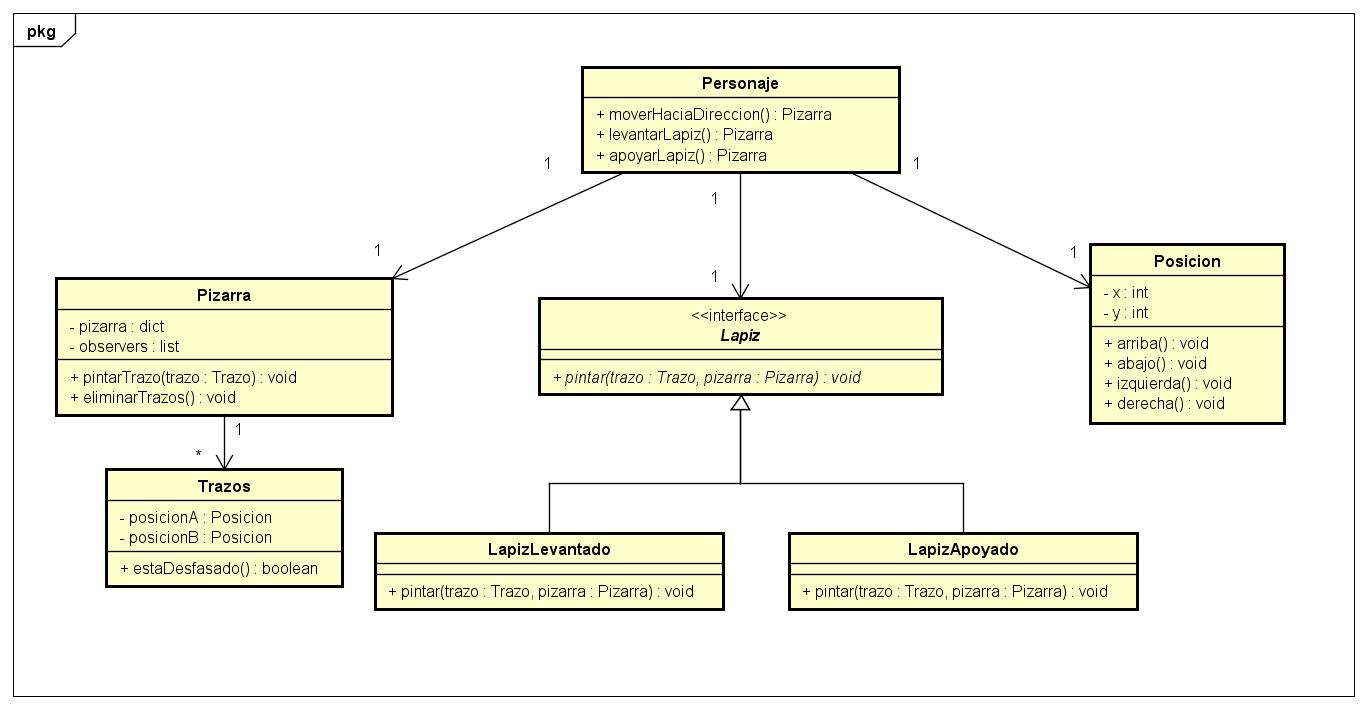 pkg
Personaje
+ moverHaciaDireccion() : Pizarra
+ levantarLapiz() : Pizarra
+ apoyarLapiz() : Pizarra
1
1
1
1
1
1
Pizarra
- pizarra : dict
- observers : list
+ pintarTrazo(trazo : Trazo) : void
+ eliminarTrazos() : void
<<interface>>
Lapiz
+ pintar(trazo : Trazo, pizarra : Pizarra) : void
Posicion
- x : int
- y : int
+ arriba() : void
+ abajo() : void
+ izquierda() : void
+ derecha() : void
1
*
Trazos
- posicionA : Posicion
- posicionB : Posicion
+ estaDesfasado() : boolean
LapizLevantado
+ pintar(trazo : Trazo, pizarra : Pizarra) : void
LapizApoyado
+ pintar(trazo : Trazo, pizarra : Pizarra) : void